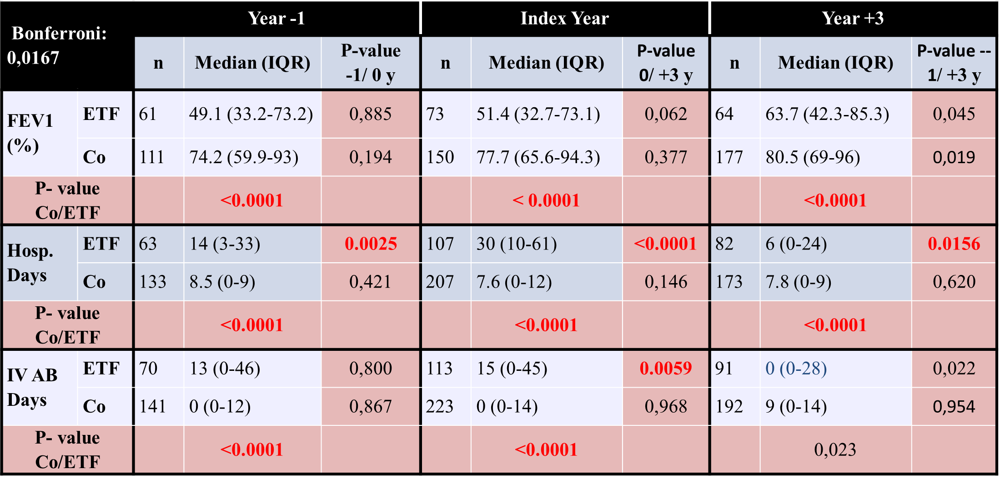 Bonferroni:
0,0167
Year -1
Index Year
Year +3
n
Median (IQR)
P-value
-1/ 0 y
n
Median (IQR)
P-value
0/ +3 y
n
Median (IQR)
P-value --
1/ +3 y
FEV1
(%)
ETF 61 49.1 (33.2-73.2) 0,885 73 51.4 (32.7-73.1) 0,062 64 63.7 (42.3-85.3) 0,045
Co 111 74.2 (59.9-93) 0,194 150 77.7 (65.6-94.3) 0,377 177 80.5 (69-96) 0,019
P- value
Co/ETF
<0.0001 < 0.0001 <0.0001
Hosp.
Days
ETF 63 14 (3-33) 0.0025 107 30 (10-61) <0.0001 82 6 (0-24) 0.0156
Co 133 8.5 (0-9) 0,421 207 7.6 (0-12) 0,146 173 7.8 (0-9) 0,620
P- value
Co/ETF
<0.0001 <0.0001 <0.0001
IV AB
Days
ETF 70 13 (0-46) 0,800 113 15 (0-45) 0.0059 91 0 (0-28) 0,022
Co 141 0 (0-12) 0,867 223 0 (0-14) 0,968 192 9 (0-14) 0,954
P- value
Co/ETF
<0.0001 <0.0001 0,023